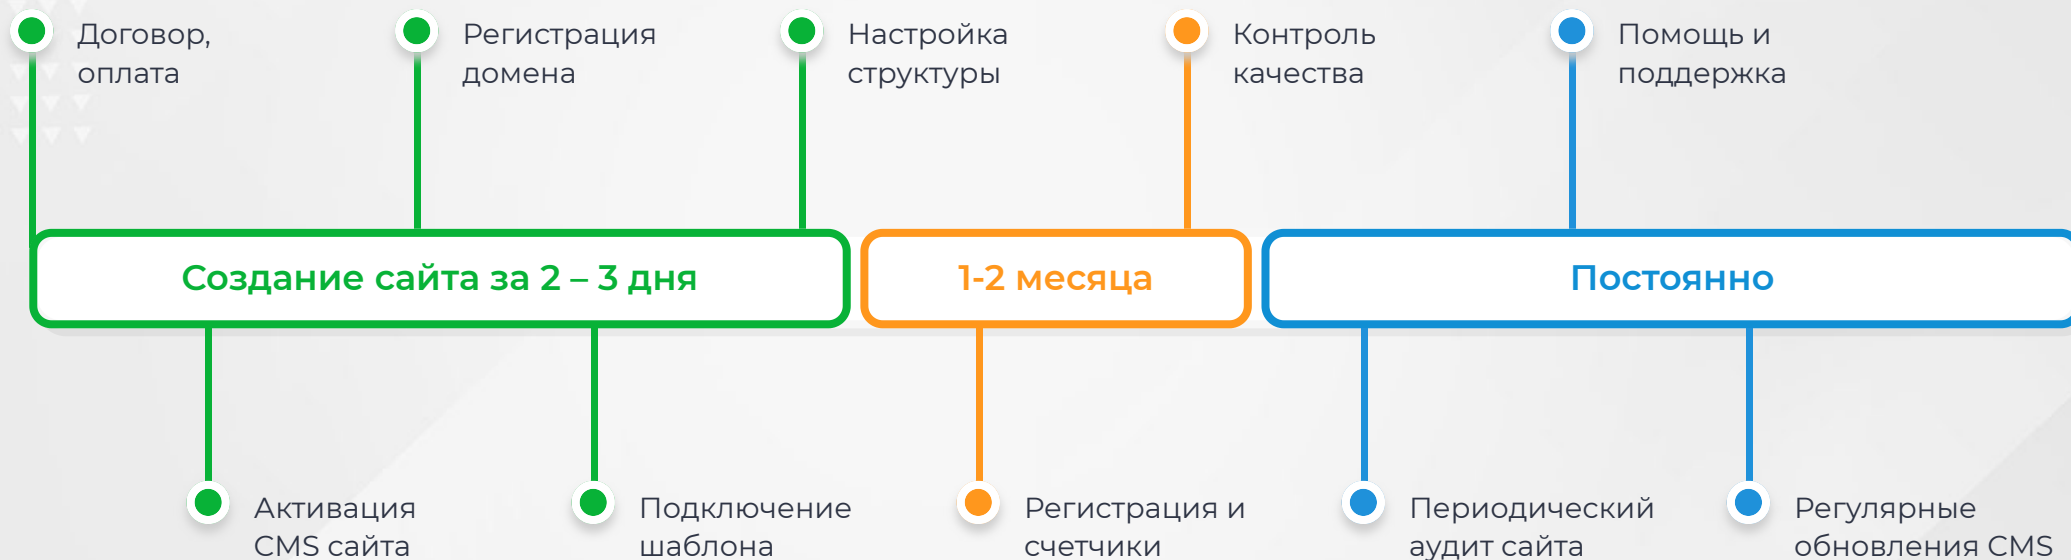 Договор,
оплата
Регистрация
домена
Настройка
структуры
Контроль
качества
Помощь и
поддержка
Создание сайта за 2 – 3 дня
1-2 месяца
Постоянно
Активация
CMS сайта
Подключение
шаблона
Регистрация и
счетчики
Периодический
аудит сайта
Регулярные
обновления CMS